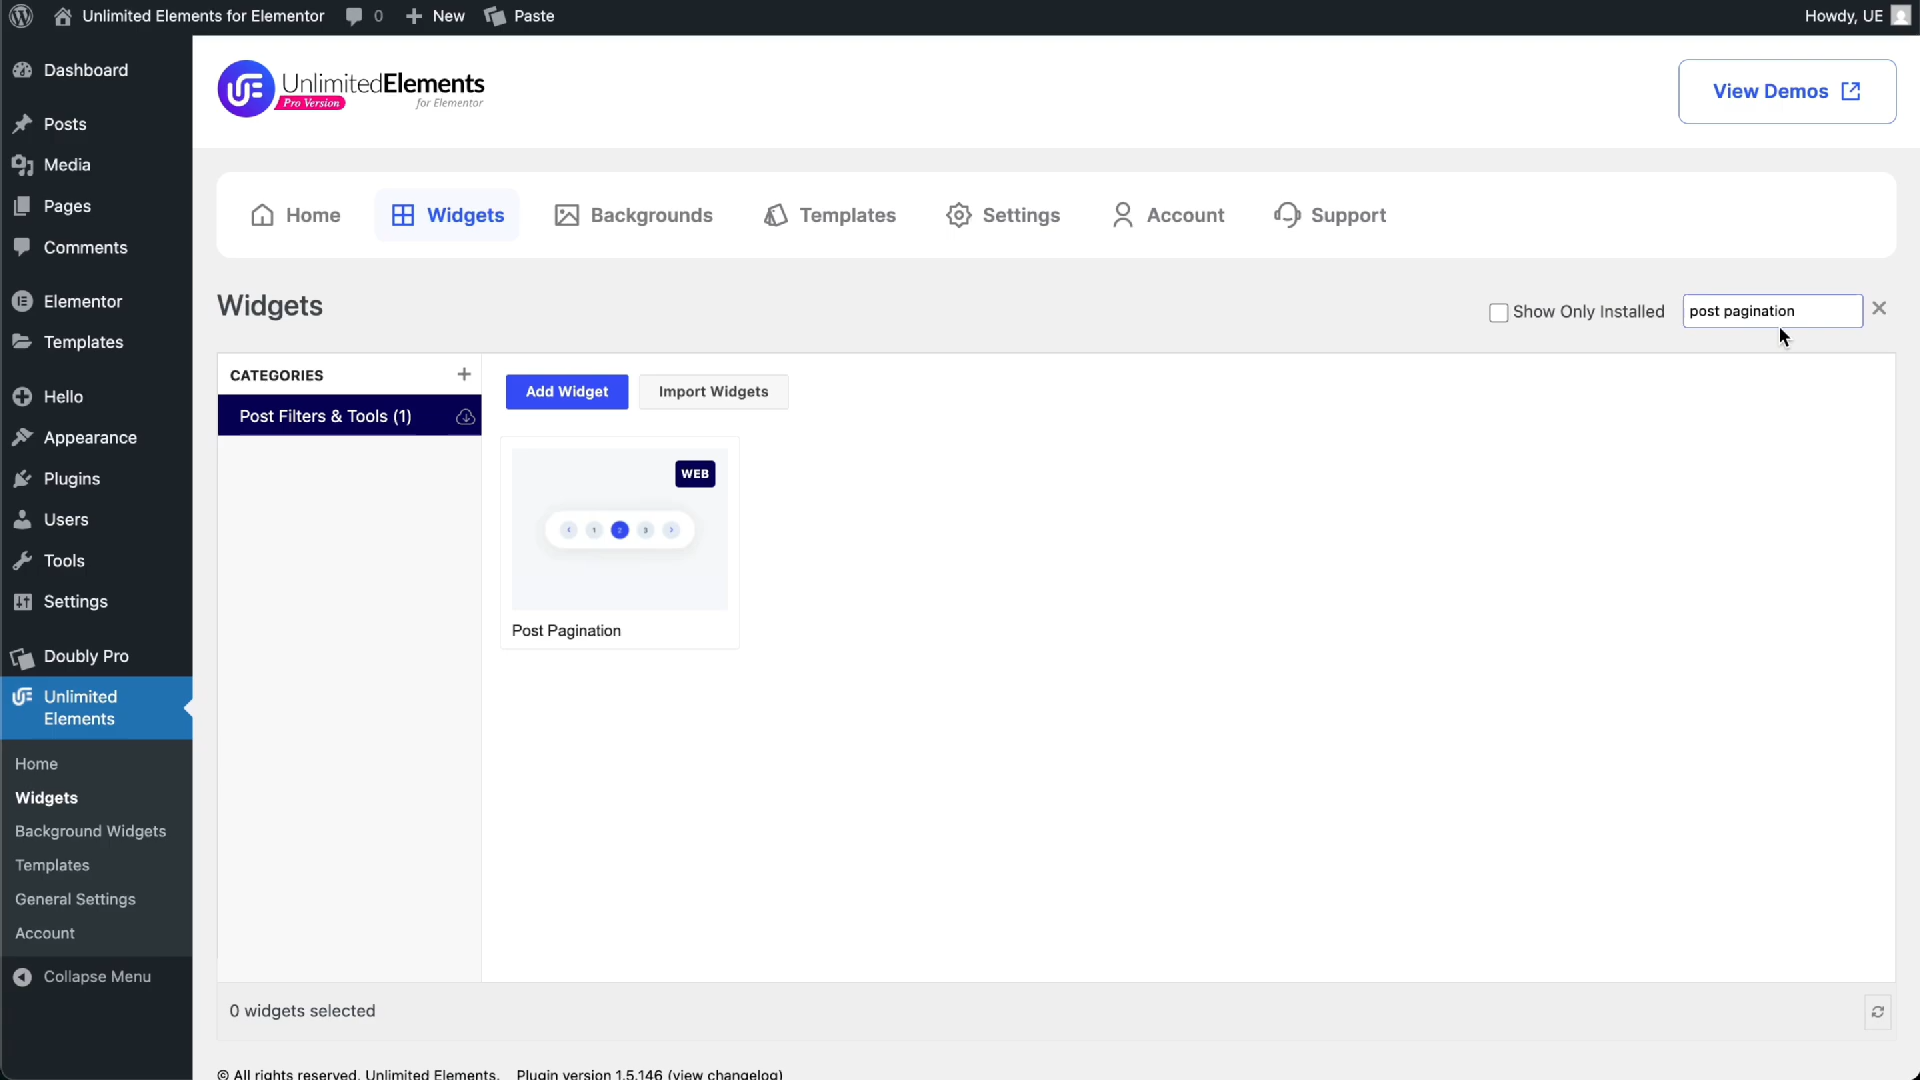 Unlimited Elements for Elementor 0 New Paste Howdy, UE
Dashboard
Posts
Media
Pages
Comments
Elementor
Templates
Hello
Appearance
Plugins
Users
Tools
Settings
Doubly Pro
Unlimited
Elements
Home
Widgets
Background Widgets
Templates
General Settings
Account
Collapse Menu
UnlimitedElements
Pro Version for Elementor
View Demos
Home Widgets Backgrounds Templates Settings Account Support
Widgets
Show Only Installed post pagination
CATEGORIES
Post Filters & Tools (1)
Add Widget Import Widgets
WEB
1 2 3
Post Pagination
0 widgets selected
© All rights reserved, Unlimited Elements. Plugin version 1.5.146 (view changelog)